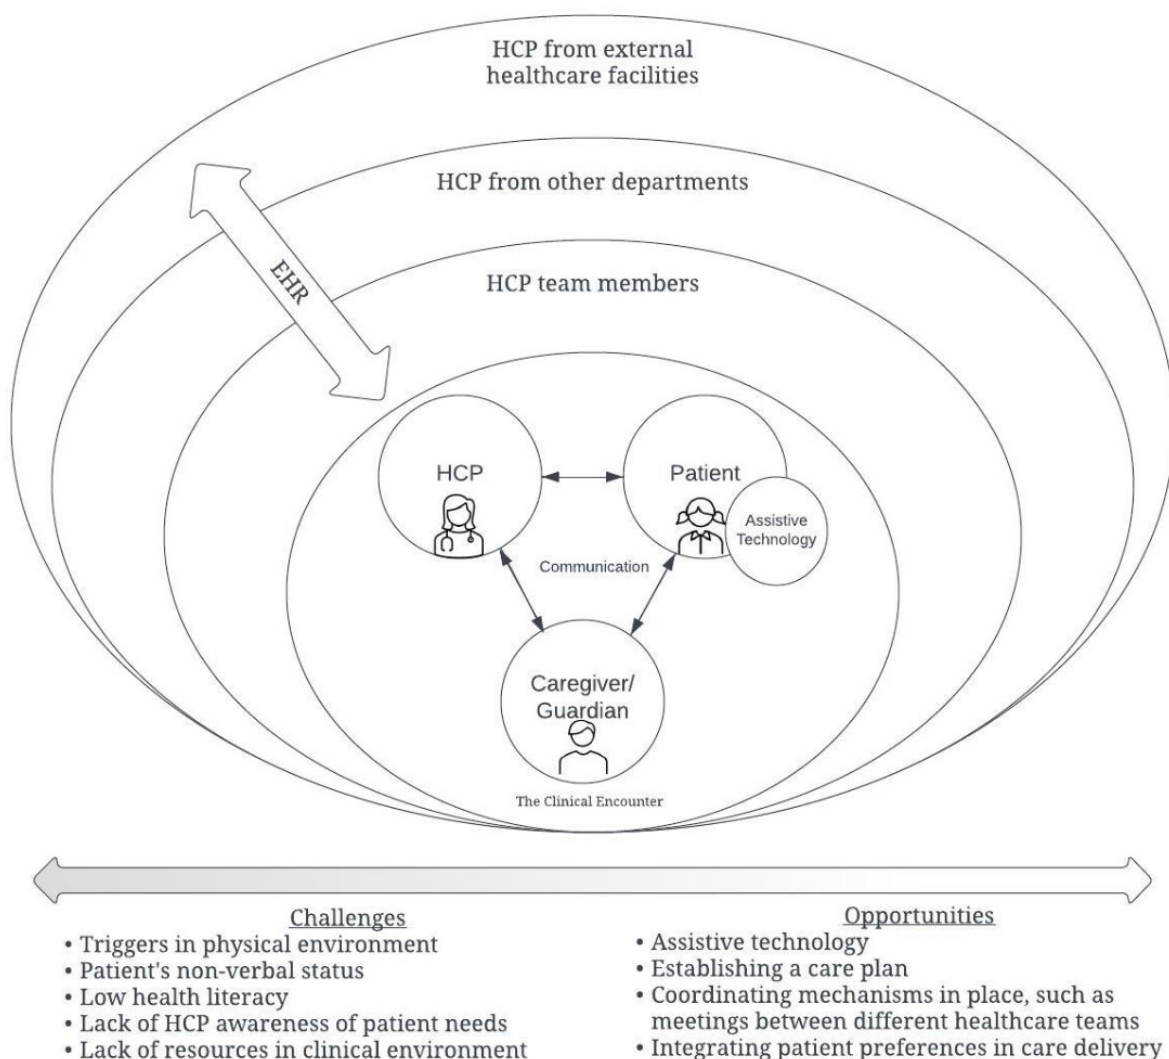 HCP from external
healthcare facilities
HCP from other departments
EHR
HCP team members
HCP
Patient
Assistive
Technology
Communication
Caregiver/
Guardian
The Clinical Encounter
Challenges
• Triggers in physical environment
• Patient's non-verbal status
• Low health literacy
• Lack of HCP awareness of patient needs
• Lack of resources in clinical environment
Opportunities
• Assistive technology
• Establishing a care plan
• Coordinating mechanisms in place, such as
meetings between different healthcare teams
• Integrating patient preferences in care delivery